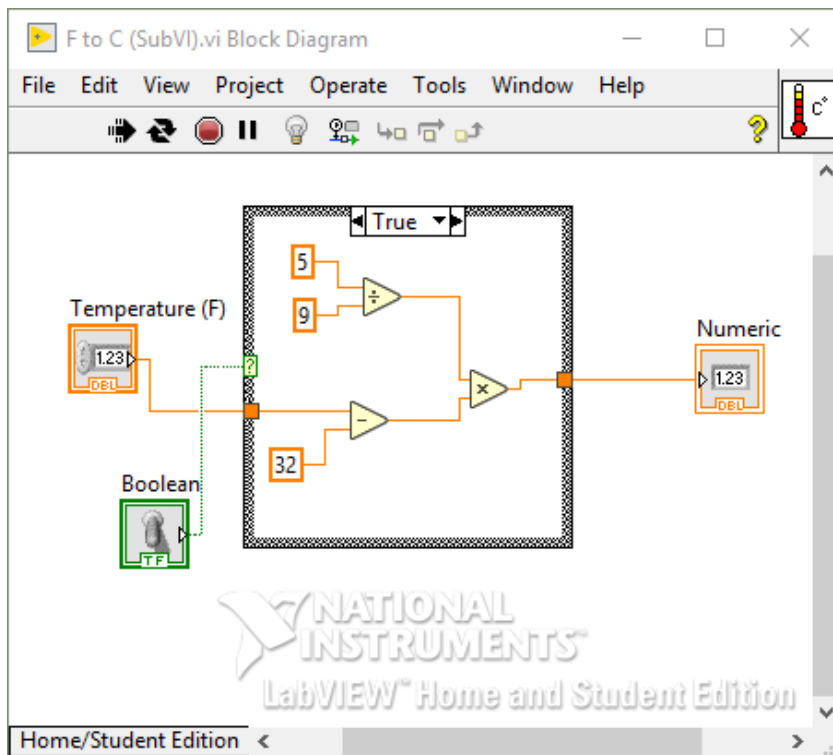 F to C (SubVI).vi Block Diagram
File Edit View Project Operate Tools Window Help
? C°
True
5
9
Temperature (F)
1.23
DBL
?
Numeric
1.23
DBL
32
Boolean
TF
NATIONAL
INSTRUMENTS™
LabVIEW™ Home and Student Edition
Home/Student Edition